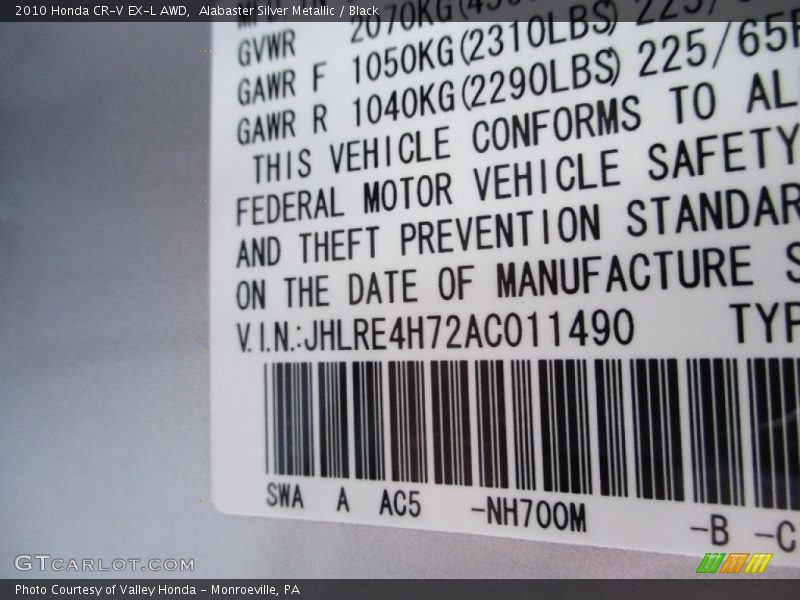 2010 Honda CR-V EX-L AWD,  Alabaster Silver Metallic / Black
GVWR 2070KG
GAWR F 1050KG(2310LBS) 225/
GAWR R 1040KG(2290LBS) 225/65R
THIS VEHICLE CONFORMS TO AL
FEDERAL MOTOR VEHICLE SAFETY
AND THEFT PREVENTION STANDAR
ON THE DATE OF MANUFACTURE S
V.I.N.:JHLRE4H72AC011490 TYP
SWA A AC5 -NH700M -B -C
GTCARLOT.COM
Photo Courtesy of Valley Honda - Monroeville, PA